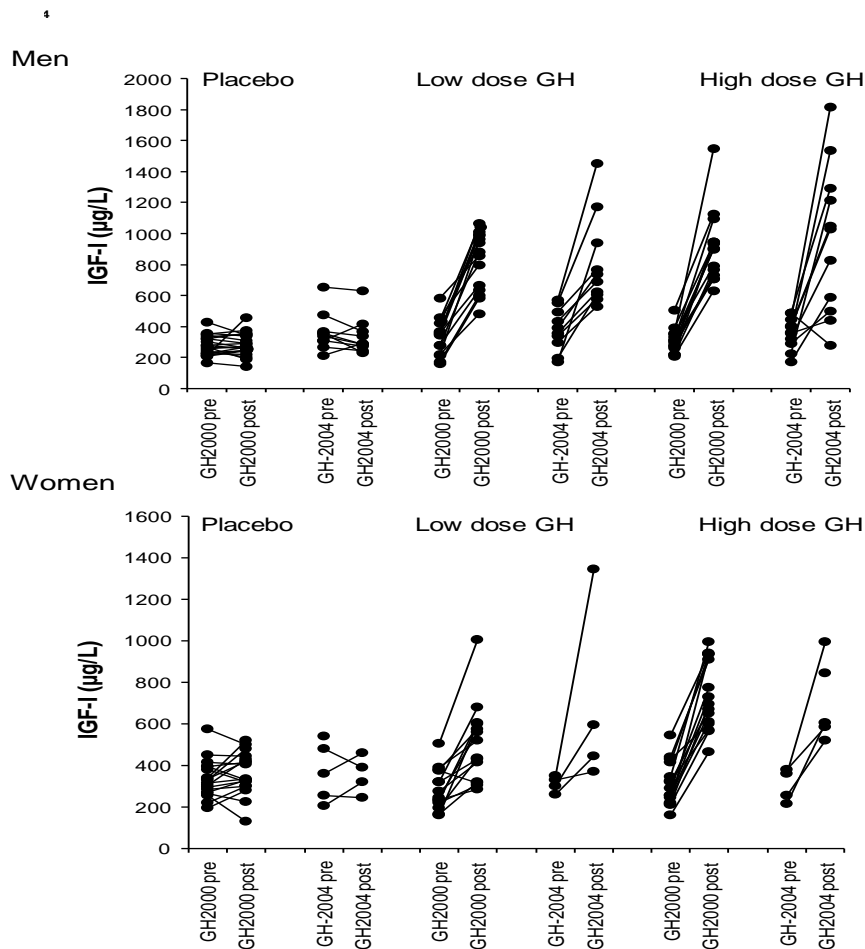 4
Men
Placebo Low dose GH High dose GH
IGF-I (µg/L)
2000
1800
1600
1400
1200
1000
800
600
400
200
0
GH2000 pre
GH2000 post
GH-2004 pre
GH2004 post
GH2000 pre
GH2000 post
GH-2004 pre
GH2004 post
GH2000 pre
GH2000 post
GH-2004 pre
GH2004 post
Women
Placebo Low dose GH High dose GH
IGF-I (µg/L)
1600
1400
1200
1000
800
600
400
200
0
GH2000 pre
GH2000 post
GH-2004 pre
GH2004 post
GH2000 pre
GH2000 post
GH-2004 pre
GH2004 post
GH2000 pre
GH2000 post
GH-2004 pre
GH2004 post